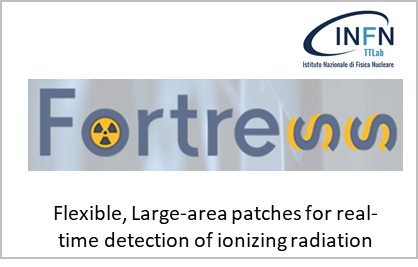 INFN
TTLab
Istituto Nazionale di Fisica Nucleare
Fortress
Flexible, Large-area patches for real-
time detection of ionizing radiation